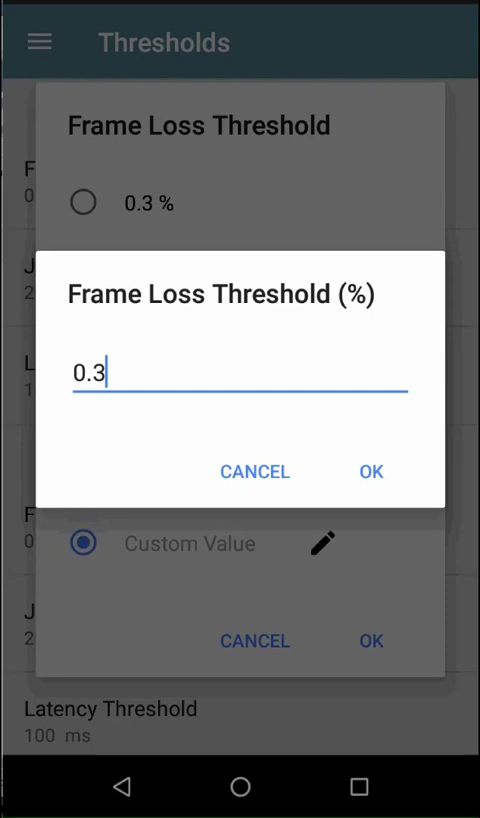 Thresholds
Frame Loss Threshold
F
0
0.3 %
J
2
Frame Loss Threshold (%)
0.3
L
1
CANCEL OK
F
0
Custom Value
J
2
CANCEL OK
Latency Threshold
100 ms